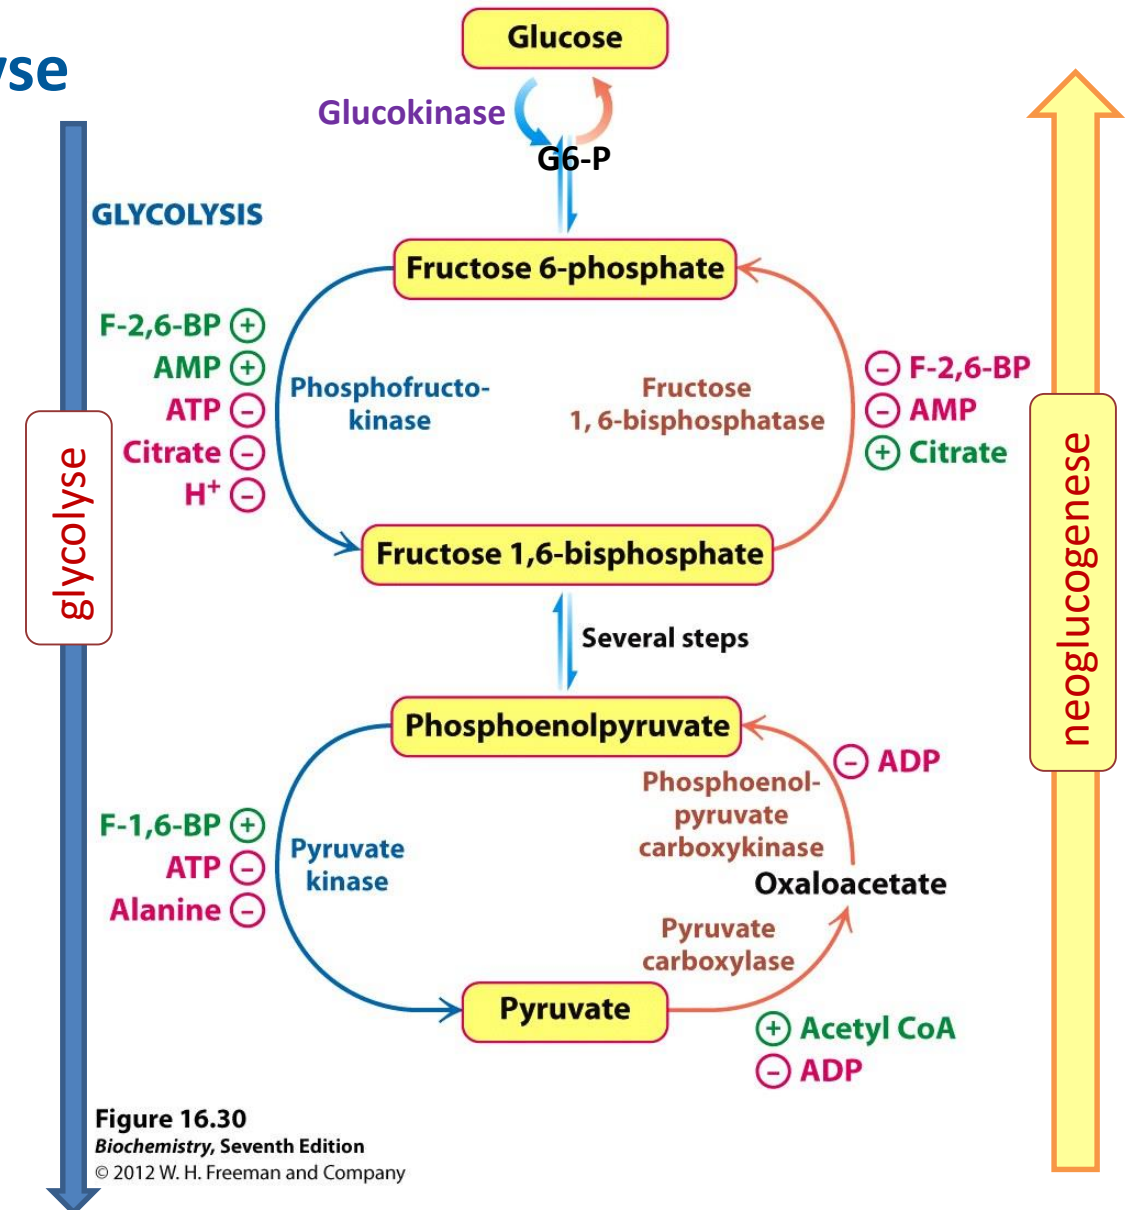 yse
Glucose
Glucokinase
G6-P
GLYCOLYSIS
Fructose 6-phosphate
F-2,6-BP +
AMP +
ATP −
Citrate −
H⁺ −
Phosphofructo-
kinase
Fructose
1, 6-bisphosphatase
− F-2,6-BP
− AMP
+ Citrate
glycolyse
neoglucogenese
Fructose 1,6-bisphosphate
Several steps
Phosphoenolpyruvate
− ADP
Phosphoenol-
pyruvate
carboxykinase
F-1,6-BP +
ATP −
Alanine −
Pyruvate
kinase
Oxaloacetate
Pyruvate
carboxylase
Pyruvate
+ Acetyl CoA
− ADP
Figure 16.30
Biochemistry, Seventh Edition
© 2012 W. H. Freeman and Company